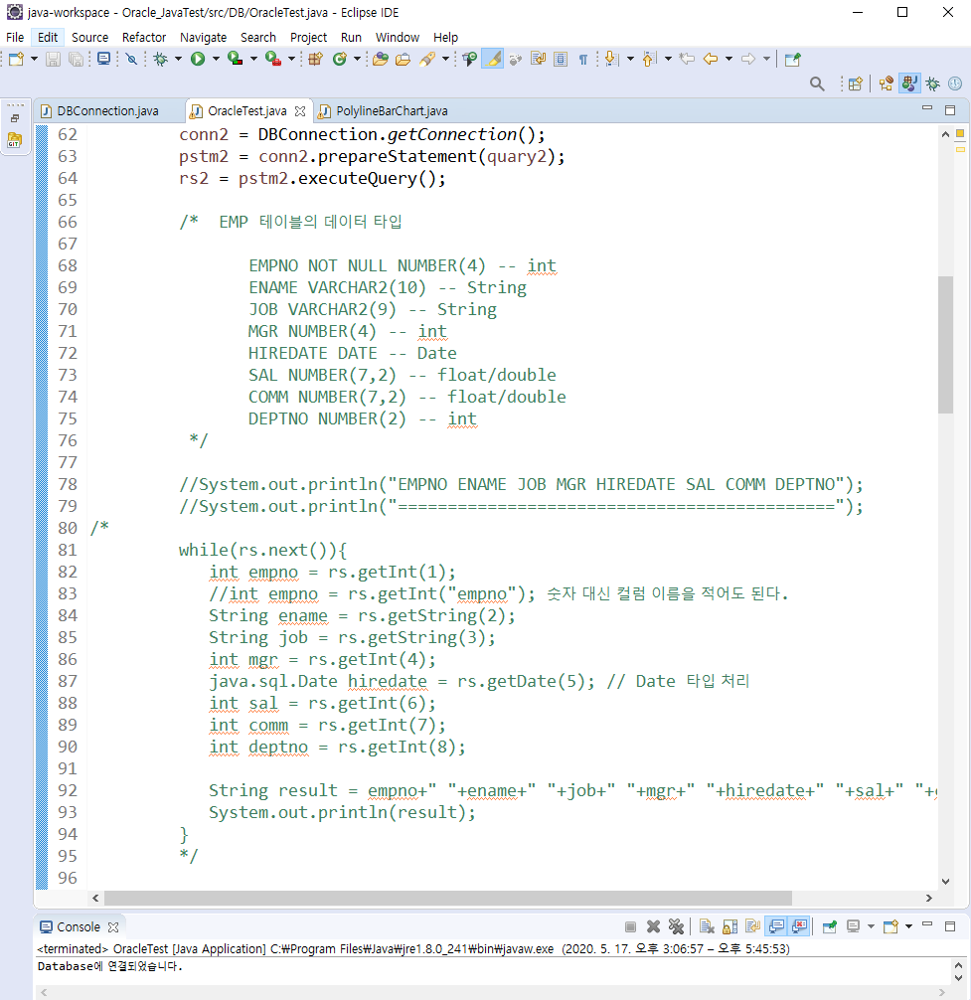 java-workspace - Oracle_JavaTest/src/DB/OracleTest.java - Eclipse IDE
File Edit Source Refactor Navigate Search Project Run Window Help
DBConnection.java OracleTest.java PolylineBarChart.java
62 conn2 = DBConnection.getConnection();
63 pstm2 = conn2.prepareStatement(quary2);
64 rs2 = pstm2.executeQuery();
65
66 /* EMP 테이블의 데이터 타입
67
68 EMPNO NOT NULL NUMBER(4) -- int
69 ENAME VARCHAR2(10) -- String
70 JOB VARCHAR2(9) -- String
71 MGR NUMBER(4) -- int
72 HIREDATE DATE -- Date
73 SAL NUMBER(7,2) -- float/double
74 COMM NUMBER(7,2) -- float/double
75 DEPTNO NUMBER(2) -- int
76 */
77
78 //System.out.println("EMPNO ENAME JOB MGR HIREDATE SAL COMM DEPTNO");
79 //System.out.println("============================================");
80 /*
81 while(rs.next()){
82 int empno = rs.getInt(1);
83 //int empno = rs.getInt("empno"); 숫자 대신 컬럼 이름을 적어도 된다.
84 String ename = rs.getString(2);
85 String job = rs.getString(3);
86 int mgr = rs.getInt(4);
87 java.sql.Date hiredate = rs.getDate(5); // Date 타입 처리
88 int sal = rs.getInt(6);
89 int comm = rs.getInt(7);
90 int deptno = rs.getInt(8);
91
92 String result = empno+" "+ename+" "+job+" "+mgr+" "+hiredate+" "+sal+" "+
93 System.out.println(result);
94 }
95 */
96
Console
<terminated> OracleTest [Java Application] C:₩Program Files₩Java₩jre1.8.0_241₩bin₩javaw.exe (2020. 5. 17. 오후 3:06:57 – 오후 5:45:53)
Database에 연결되었습니다.